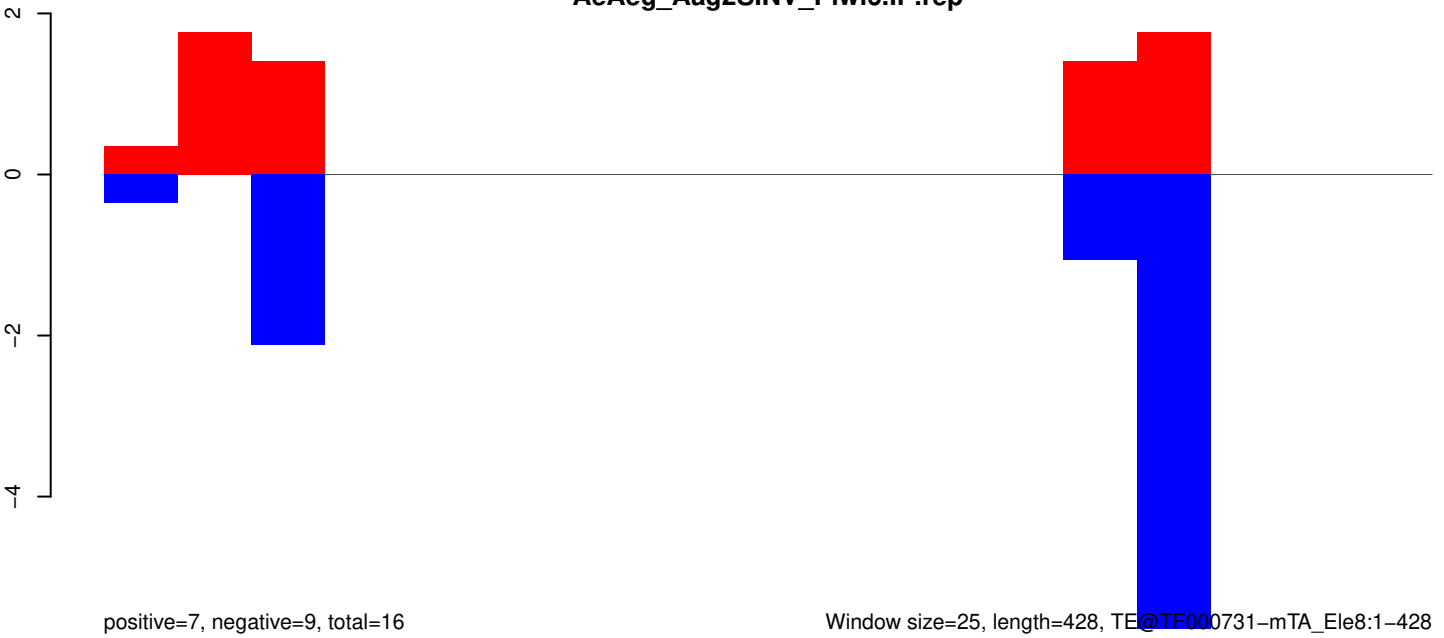 2
0
−2
−4
positive=7, negative=9, total=16
Window size=25, length=428, TE@TF000731−mTA_Ele8:1−428